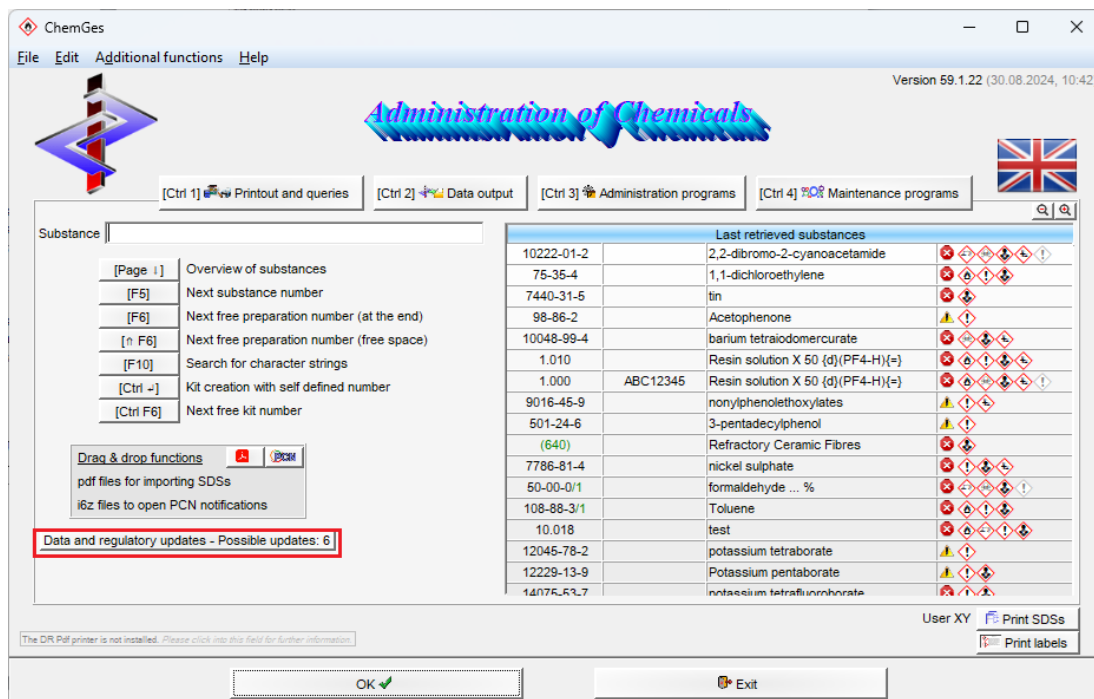 ChemGes
File Edit Additional functions Help
Version 59.1.22 (30.08.2024, 10:42
Administration of Chemicals
[Ctrl 1] Printout and queries [Ctrl 2] Data output [Ctrl 3] Administration programs [Ctrl 4] Maintenance programs
Substance
[Page ↓] Overview of substances
[F5] Next substance number
[F6] Next free preparation number (at the end)
[⇑ F6] Next free preparation number (free space)
[F10] Search for character strings
[Ctrl ↵] Kit creation with self defined number
[Ctrl F6] Next free kit number
Drag & drop functions PCN
pdf files for importing SDSs
i6z files to open PCN notifications
Data and regulatory updates - Possible updates: 6
Last retrieved substances
10222-01-2 2,2-dibromo-2-cyanoacetamide
75-35-4 1,1-dichloroethylene
7440-31-5 tin
98-86-2 Acetophenone
10048-99-4 barium tetraiodomercurate
1.010 Resin solution X 50 {d}(PF4-H){=}
1.000 ABC12345 Resin solution X 50 {d}(PF4-H){=}
9016-45-9 nonylphenolethoxylates
501-24-6 3-pentadecylphenol
(640) Refractory Ceramic Fibres
7786-81-4 nickel sulphate
50-00-0/1 formaldehyde ... %
108-88-3/1 Toluene
10.018 test
12045-78-2 potassium tetraborate
12229-13-9 Potassium pentaborate
14075-53-7 potassium tetrafluoroborate
User XY Print SDSs
Print labels
The DR Pdf printer is not installed. Please click into this field for further information.
OK Exit